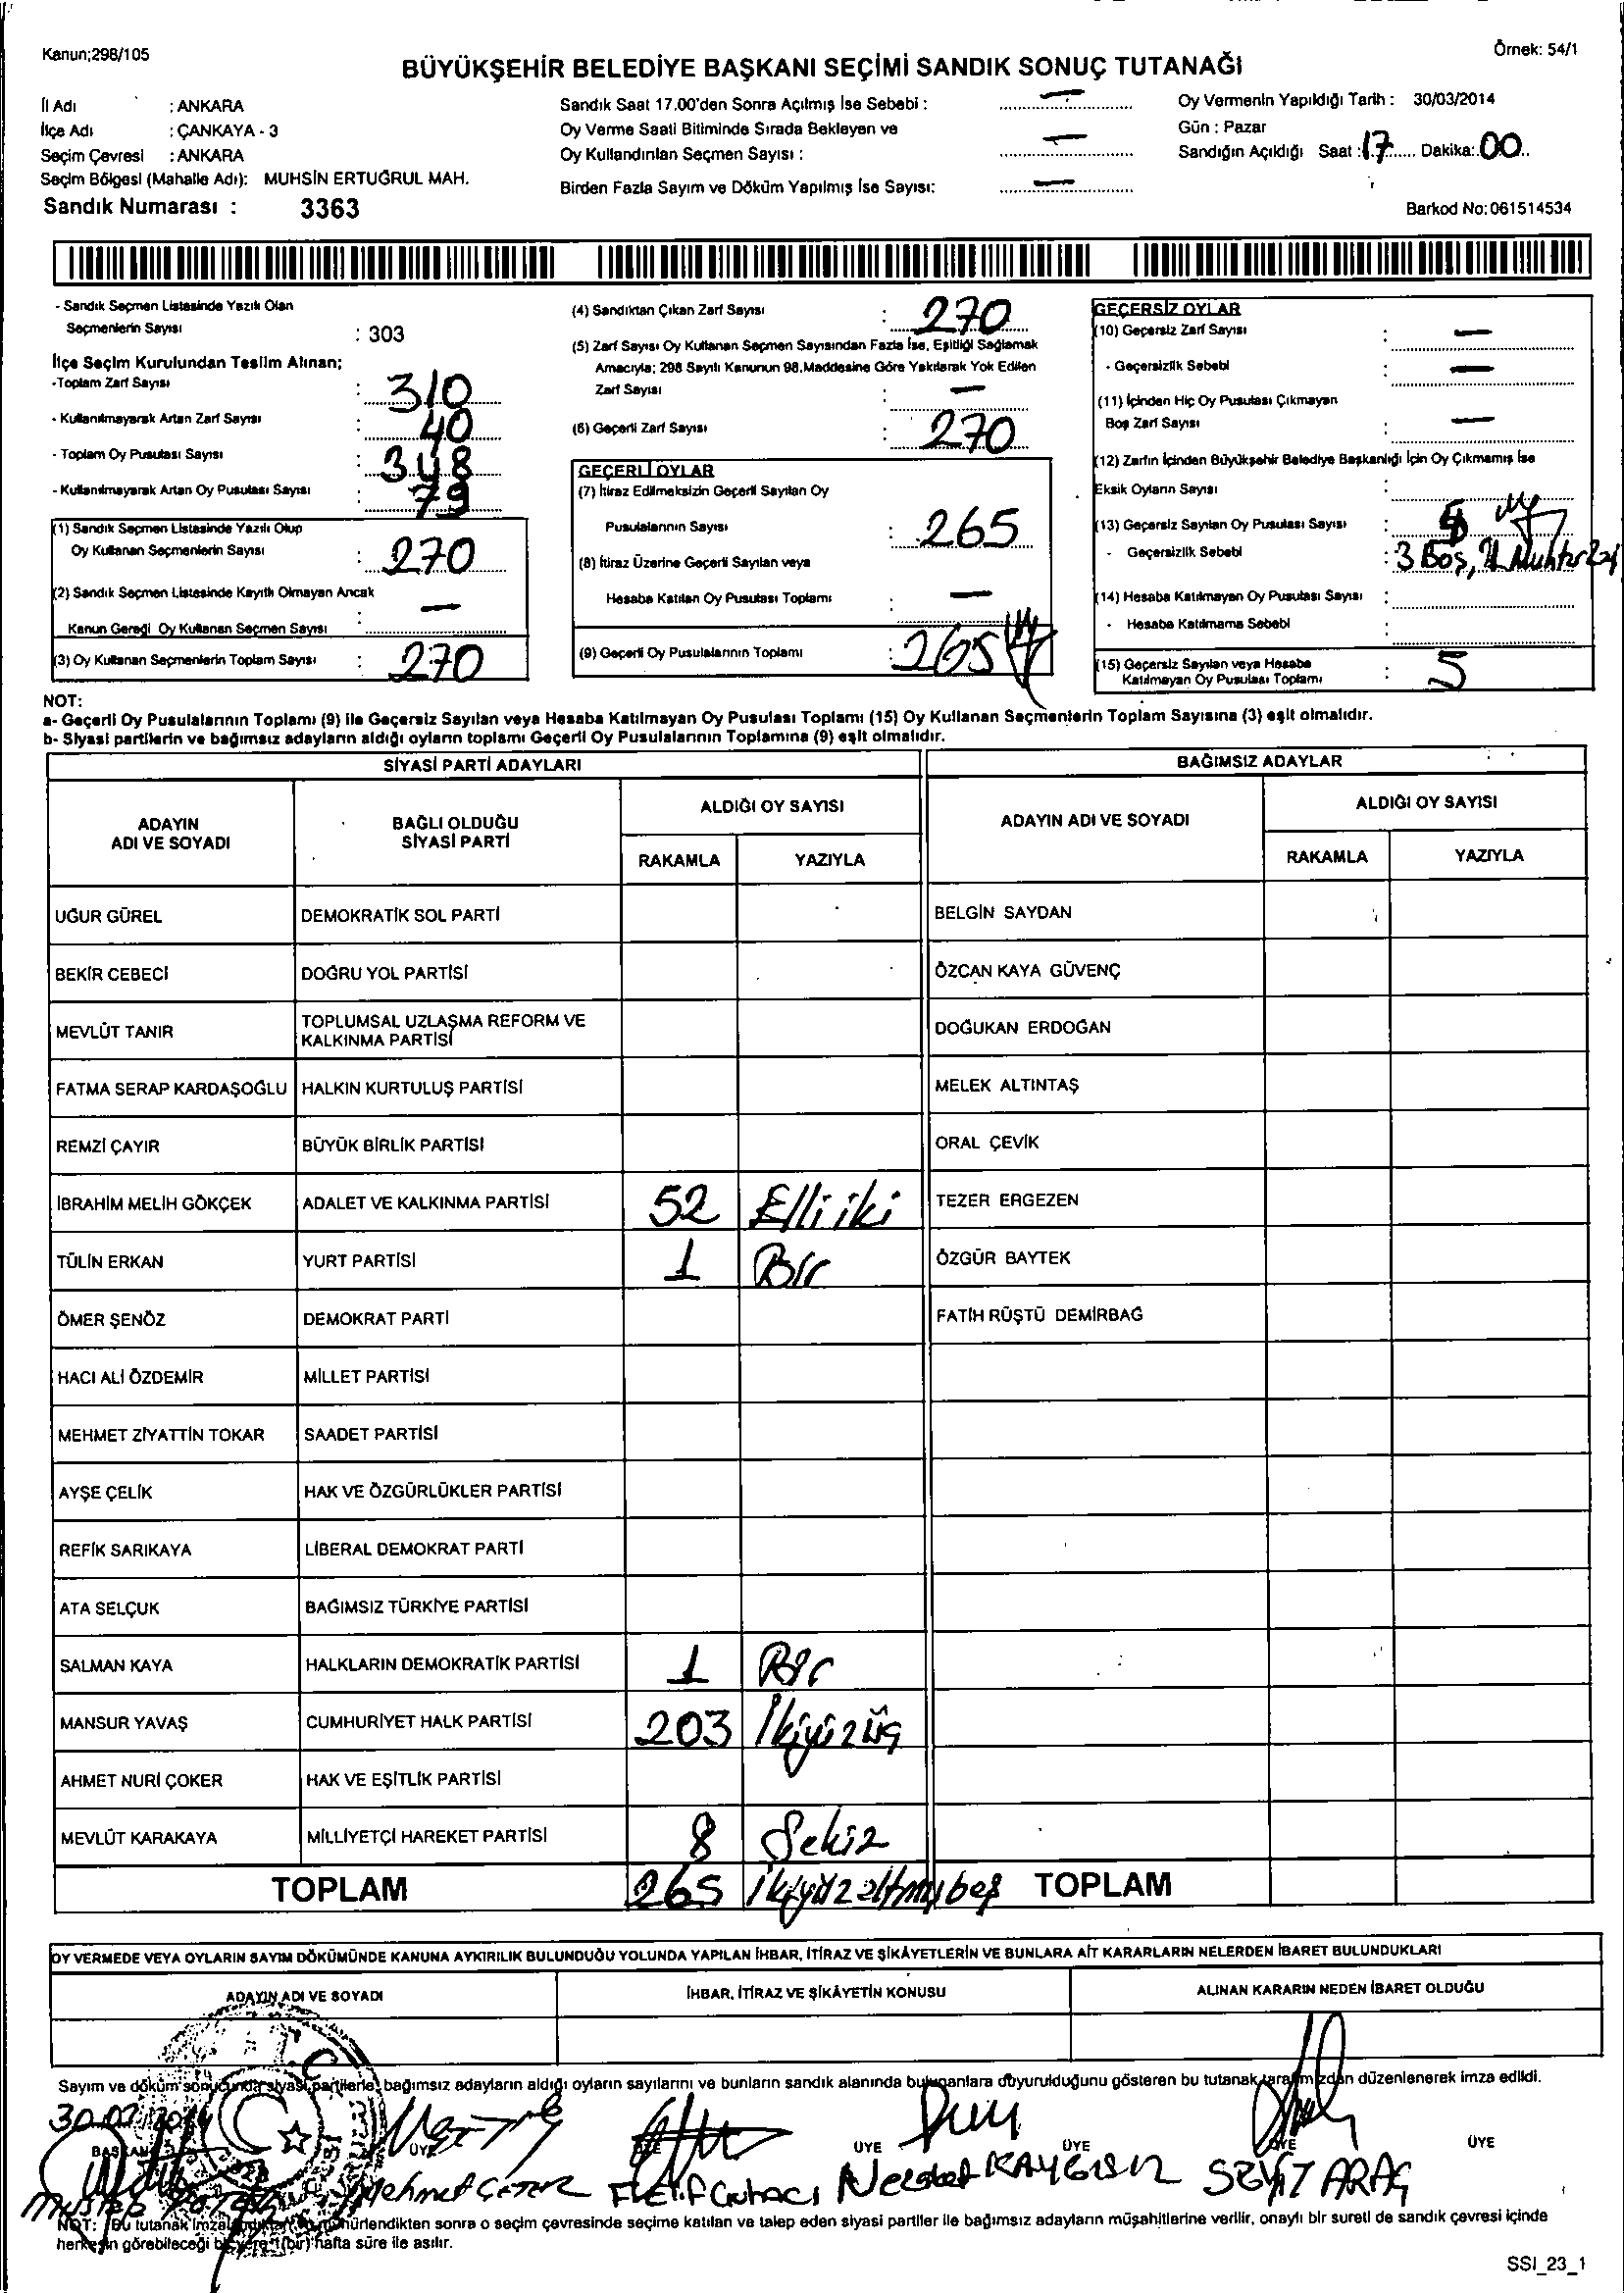 Kanun;298/105
Örnek: 54/1
BÜYÜKŞEHİR BELEDİYE BAŞKANI SEÇİMİ SANDIK SONUÇ TUTANAĞI
İl Adı : ANKARA
İlçe Adı : ÇANKAYA - 3
Seçim Çevresi : ANKARA
Seçim Bölgesi (Mahalle Adı): MUHSİN ERTUĞRUL MAH.
Sandık Numarası : 3363
Sandık Saat 17.00'den Sonra Açılmış İse Sebebi : —
Oy Verme Saati Bitiminde Sırada Bekleyen ve
Oy Kullandırılan Seçmen Sayısı : —
Birden Fazla Sayım ve Döküm Yapılmış İse Sayısı: —
Oy Vermenin Yapıldığı Tarih : 30/03/2014
Gün : Pazar
Sandığın Açıldığı Saat : 17 Dakika: 00
Barkod No: 061514534
- Sandık Seçmen Listesinde Yazılı Olan
Seçmenlerin Sayısı : 303
İlçe Seçim Kurulundan Teslim Alınan;
-Toplam Zarf Sayısı : 310
- Kullanılmayarak Artan Zarf Sayısı : 40
- Toplam Oy Pusulası Sayısı : 348
- Kullanılmayarak Artan Oy Pusulası Sayısı : 79
(1) Sandık Seçmen Listesinde Yazılı Olup
Oy Kullanan Seçmenlerin Sayısı : 270
(2) Sandık Seçmen Listesinde Kayıtlı Olmayan Ancak
Kanun Gereği Oy Kullanan Seçmen Sayısı : —
(3) Oy Kullanan Seçmenlerin Toplam Sayısı : 270
(4) Sandıktan Çıkan Zarf Sayısı : 270
(5) Zarf Sayısı Oy Kullanan Seçmen Sayısından Fazla İse, Eşitliği Sağlamak
Amacıyla; 298 Sayılı Kanunun 98.Maddesine Göre Yakılarak Yok Edilen
Zarf Sayısı : —
(6) Geçerli Zarf Sayısı : 270
GEÇERLİ OYLAR
(7) İtiraz Edilmeksizin Geçerli Sayılan Oy
Pusulalarının Sayısı : 265
(8) İtiraz Üzerine Geçerli Sayılan veya
Hesaba Katılan Oy Pusulası Toplamı : —
(9) Geçerli Oy Pusulalarının Toplamı : 265
GEÇERSİZ OYLAR
(10) Geçersiz Zarf Sayısı : —
- Geçersizlik Sebebi : —
(11) İçinden Hiç Oy Pusulası Çıkmayan
Boş Zarf Sayısı : —
(12) Zarfın İçinden Büyükşehir Belediye Başkanlığı İçin Oy Çıkmamış İse
Eksik Oyların Sayısı :
(13) Geçersiz Sayılan Oy Pusulası Sayısı :
- Geçersizlik Sebebi : 3 Boş,
(14) Hesaba Katılmayan Oy Pusulası Sayısı :
- Hesaba Katılmama Sebebi :
(15) Geçersiz Sayılan veya Hesaba
Katılmayan Oy Pusulası Toplamı : 5
NOT:
a- Geçerli Oy Pusulalarının Toplamı (9) ile Geçersiz Sayılan veya Hesaba Katılmayan Oy Pusulası Toplamı (15) Oy Kullanan Seçmenlerin Toplam Sayısına (3) eşit olmalıdır.
b- Siyasi partilerin ve bağımsız adayların aldığı oyların toplamı Geçerli Oy Pusulalarının Toplamına (9) eşit olmalıdır.
SİYASİ PARTİ ADAYLARI
BAĞIMSIZ ADAYLAR
ADAYIN ADI VE SOYADI
BAĞLI OLDUĞU SİYASİ PARTİ
ALDIĞI OY SAYISI
RAKAMLA YAZIYLA
ADAYIN ADI VE SOYADI
ALDIĞI OY SAYISI
RAKAMLA YAZIYLA
UĞUR GÜREL DEMOKRATİK SOL PARTİ BELGİN SAYDAN
BEKİR CEBECİ DOĞRU YOL PARTİSİ ÖZCAN KAYA GÜVENÇ
MEVLÜT TANIR TOPLUMSAL UZLAŞMA REFORM VE KALKINMA PARTİSİ DOĞUKAN ERDOĞAN
FATMA SERAP KARDAŞOĞLU HALKIN KURTULUŞ PARTİSİ MELEK ALTINTAŞ
REMZİ ÇAYIR BÜYÜK BİRLİK PARTİSİ ORAL ÇEVİK
İBRAHİM MELİH GÖKÇEK ADALET VE KALKINMA PARTİSİ 52 Elli iki TEZER ERGEZEN
TÜLİN ERKAN YURT PARTİSİ 1 Bir ÖZGÜR BAYTEK
ÖMER ŞENÖZ DEMOKRAT PARTİ FATİH RÜŞTÜ DEMİRBAĞ
HACI ALİ ÖZDEMİR MİLLET PARTİSİ
MEHMET ZİYATTİN TOKAR SAADET PARTİSİ
AYŞE ÇELİK HAK VE ÖZGÜRLÜKLER PARTİSİ
REFİK SARIKAYA LİBERAL DEMOKRAT PARTİ
ATA SELÇUK BAĞIMSIZ TÜRKİYE PARTİSİ
SALMAN KAYA HALKLARIN DEMOKRATİK PARTİSİ 1 Bir
MANSUR YAVAŞ CUMHURİYET HALK PARTİSİ 203 İkiyüzüç
AHMET NURİ ÇOKER HAK VE EŞİTLİK PARTİSİ
MEVLÜT KARAKAYA MİLLİYETÇİ HAREKET PARTİSİ 8 Sekiz
TOPLAM 265 İkiyüzaltmışbeş TOPLAM
OY VERMEDE VEYA OYLARIN SAYIM DÖKÜMÜNDE KANUNA AYKIRILIK BULUNDUĞU YOLUNDA YAPILAN İHBAR, İTİRAZ VE ŞİKÂYETLERİN VE BUNLARA AİT KARARLARIN NELERDEN İBARET BULUNDUKLARI
ADAYIN ADI VE SOYADI İHBAR, İTİRAZ VE ŞİKÂYETİN KONUSU ALINAN KARARIN NEDEN İBARET OLDUĞU
Sayım ve döküm sonucunda siyasi partilerle, bağımsız adayların aldığı oyların sayılarını ve bunların sandık alanında bulunanlara duyurulduğunu gösteren bu tutanak tarafımızdan düzenlenerek imza edildi.
BAŞKAN ÜYE ÜYE ÜYE ÜYE ÜYE ÜYE
Mehmet Necdet KAYGISIZ SEYİT ARAÇ
NOT: Bu tutanak mühürlendikten sonra o seçim çevresinde seçime katılan ve talep eden siyasi partiler ile bağımsız adayların müşahitlerine verilir, onaylı bir sureti de sandık çevresi içinde
herkesin görebileceği bir yere 1 (bir) hafta süre ile asılır.
SSI_23_1